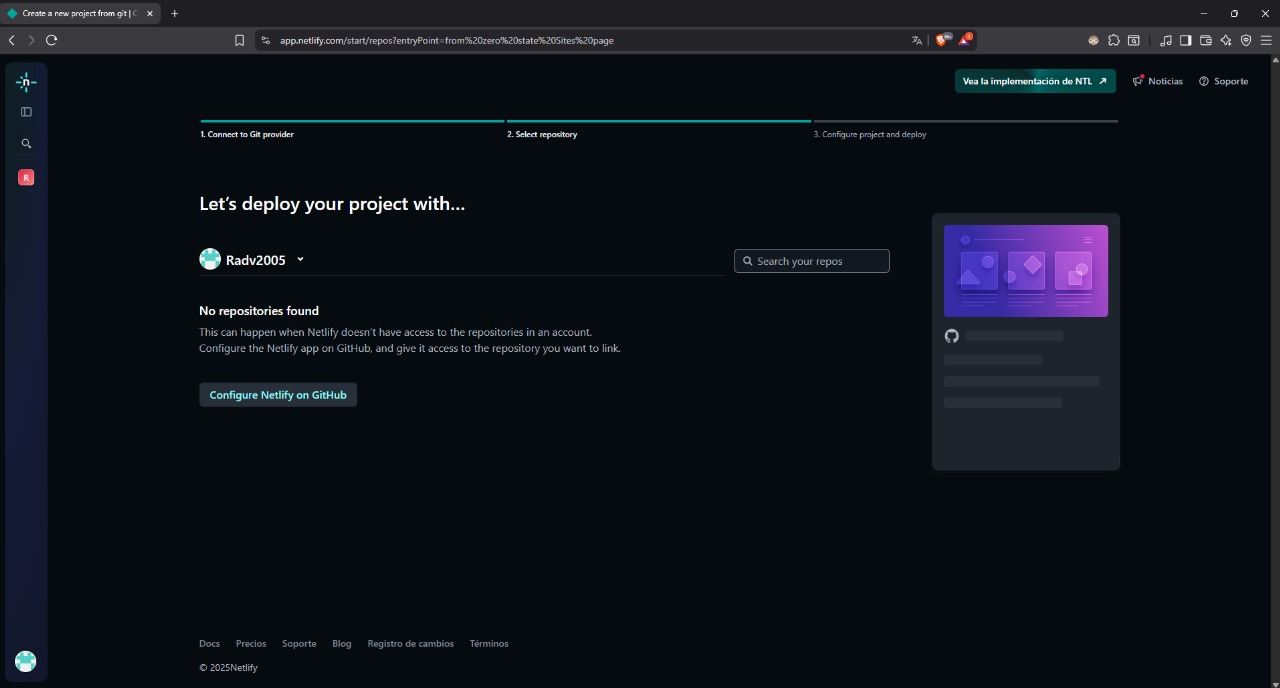 Create a new project from git |
app.netlify.com/start/repos?entryPoint=from%20zero%20state%20Sites%20page
n
Vea la implementación de NTL
Noticias
Soporte
1. Connect to Git provider
2. Select repository
3. Configure project and deploy
R
Let's deploy your project with...
Radv2005
Search your repos
No repositories found
This can happen when Netlify doesn't have access to the repositories in an account.
Configure the Netlify app on GitHub, and give it access to the repository you want to link.
Configure Netlify on GitHub
Docs Precios Soporte Blog Registro de cambios Términos
© 2025Netlify